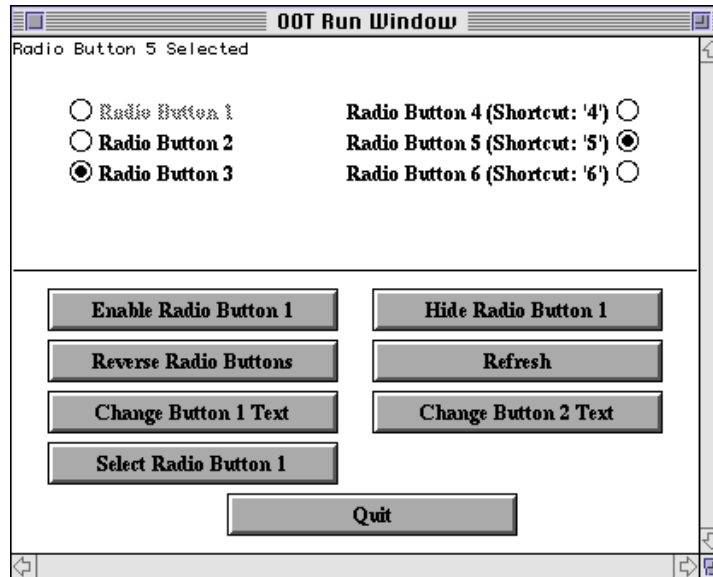 OOT Run Window
Radio Button 5 Selected
Radio Button 1 Radio Button 4 (Shortcut: '4')
Radio Button 2 Radio Button 5 (Shortcut: '5')
Radio Button 3 Radio Button 6 (Shortcut: '6')
Enable Radio Button 1 Hide Radio Button 1
Reverse Radio Buttons Refresh
Change Button 1 Text Change Button 2 Text
Select Radio Button 1
Quit